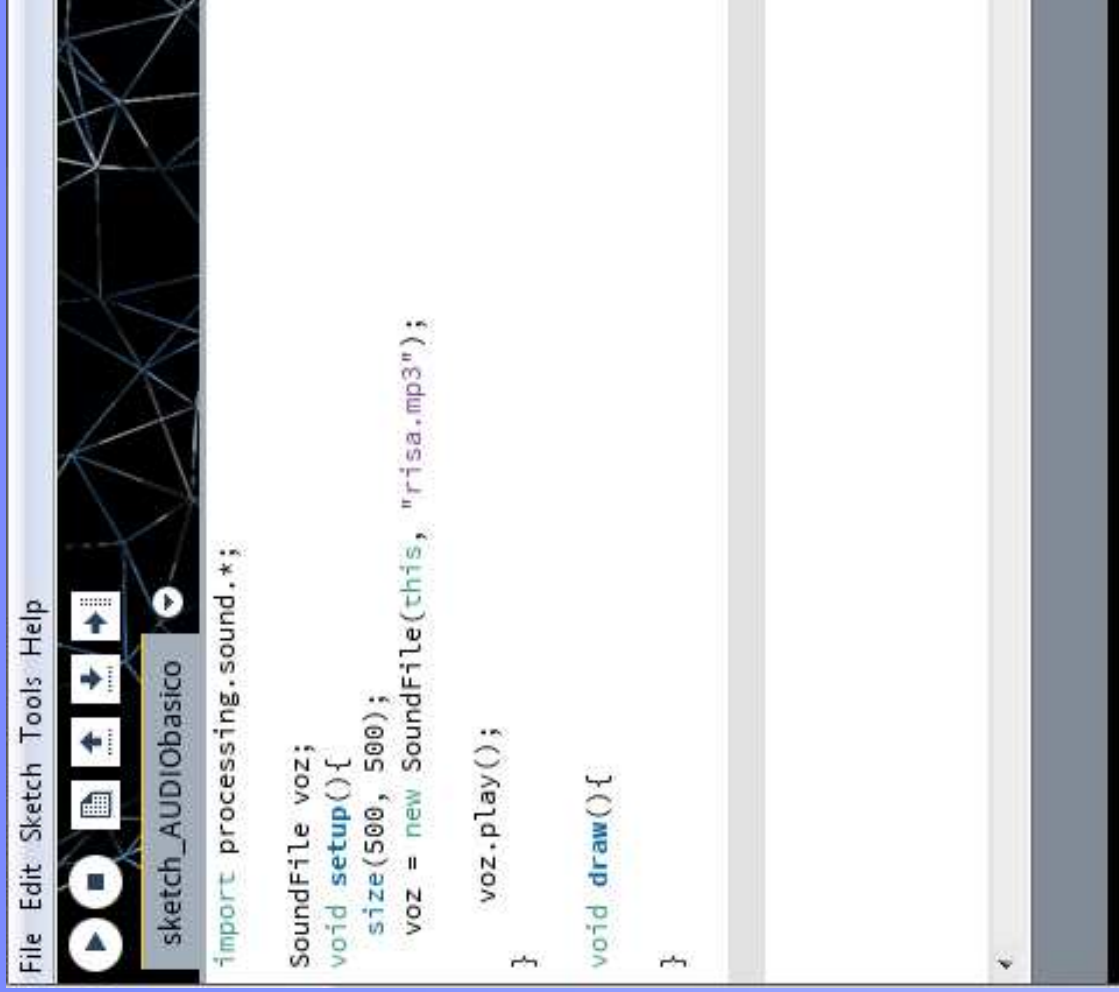 File Edit Sketch Tools Help
sketch_AUDIObasico
import processing.sound.*;
SoundFile voz;
void setup(){
size(500, 500);
voz = new SoundFile(this, "risa.mp3");
voz.play();
}
void draw(){
}